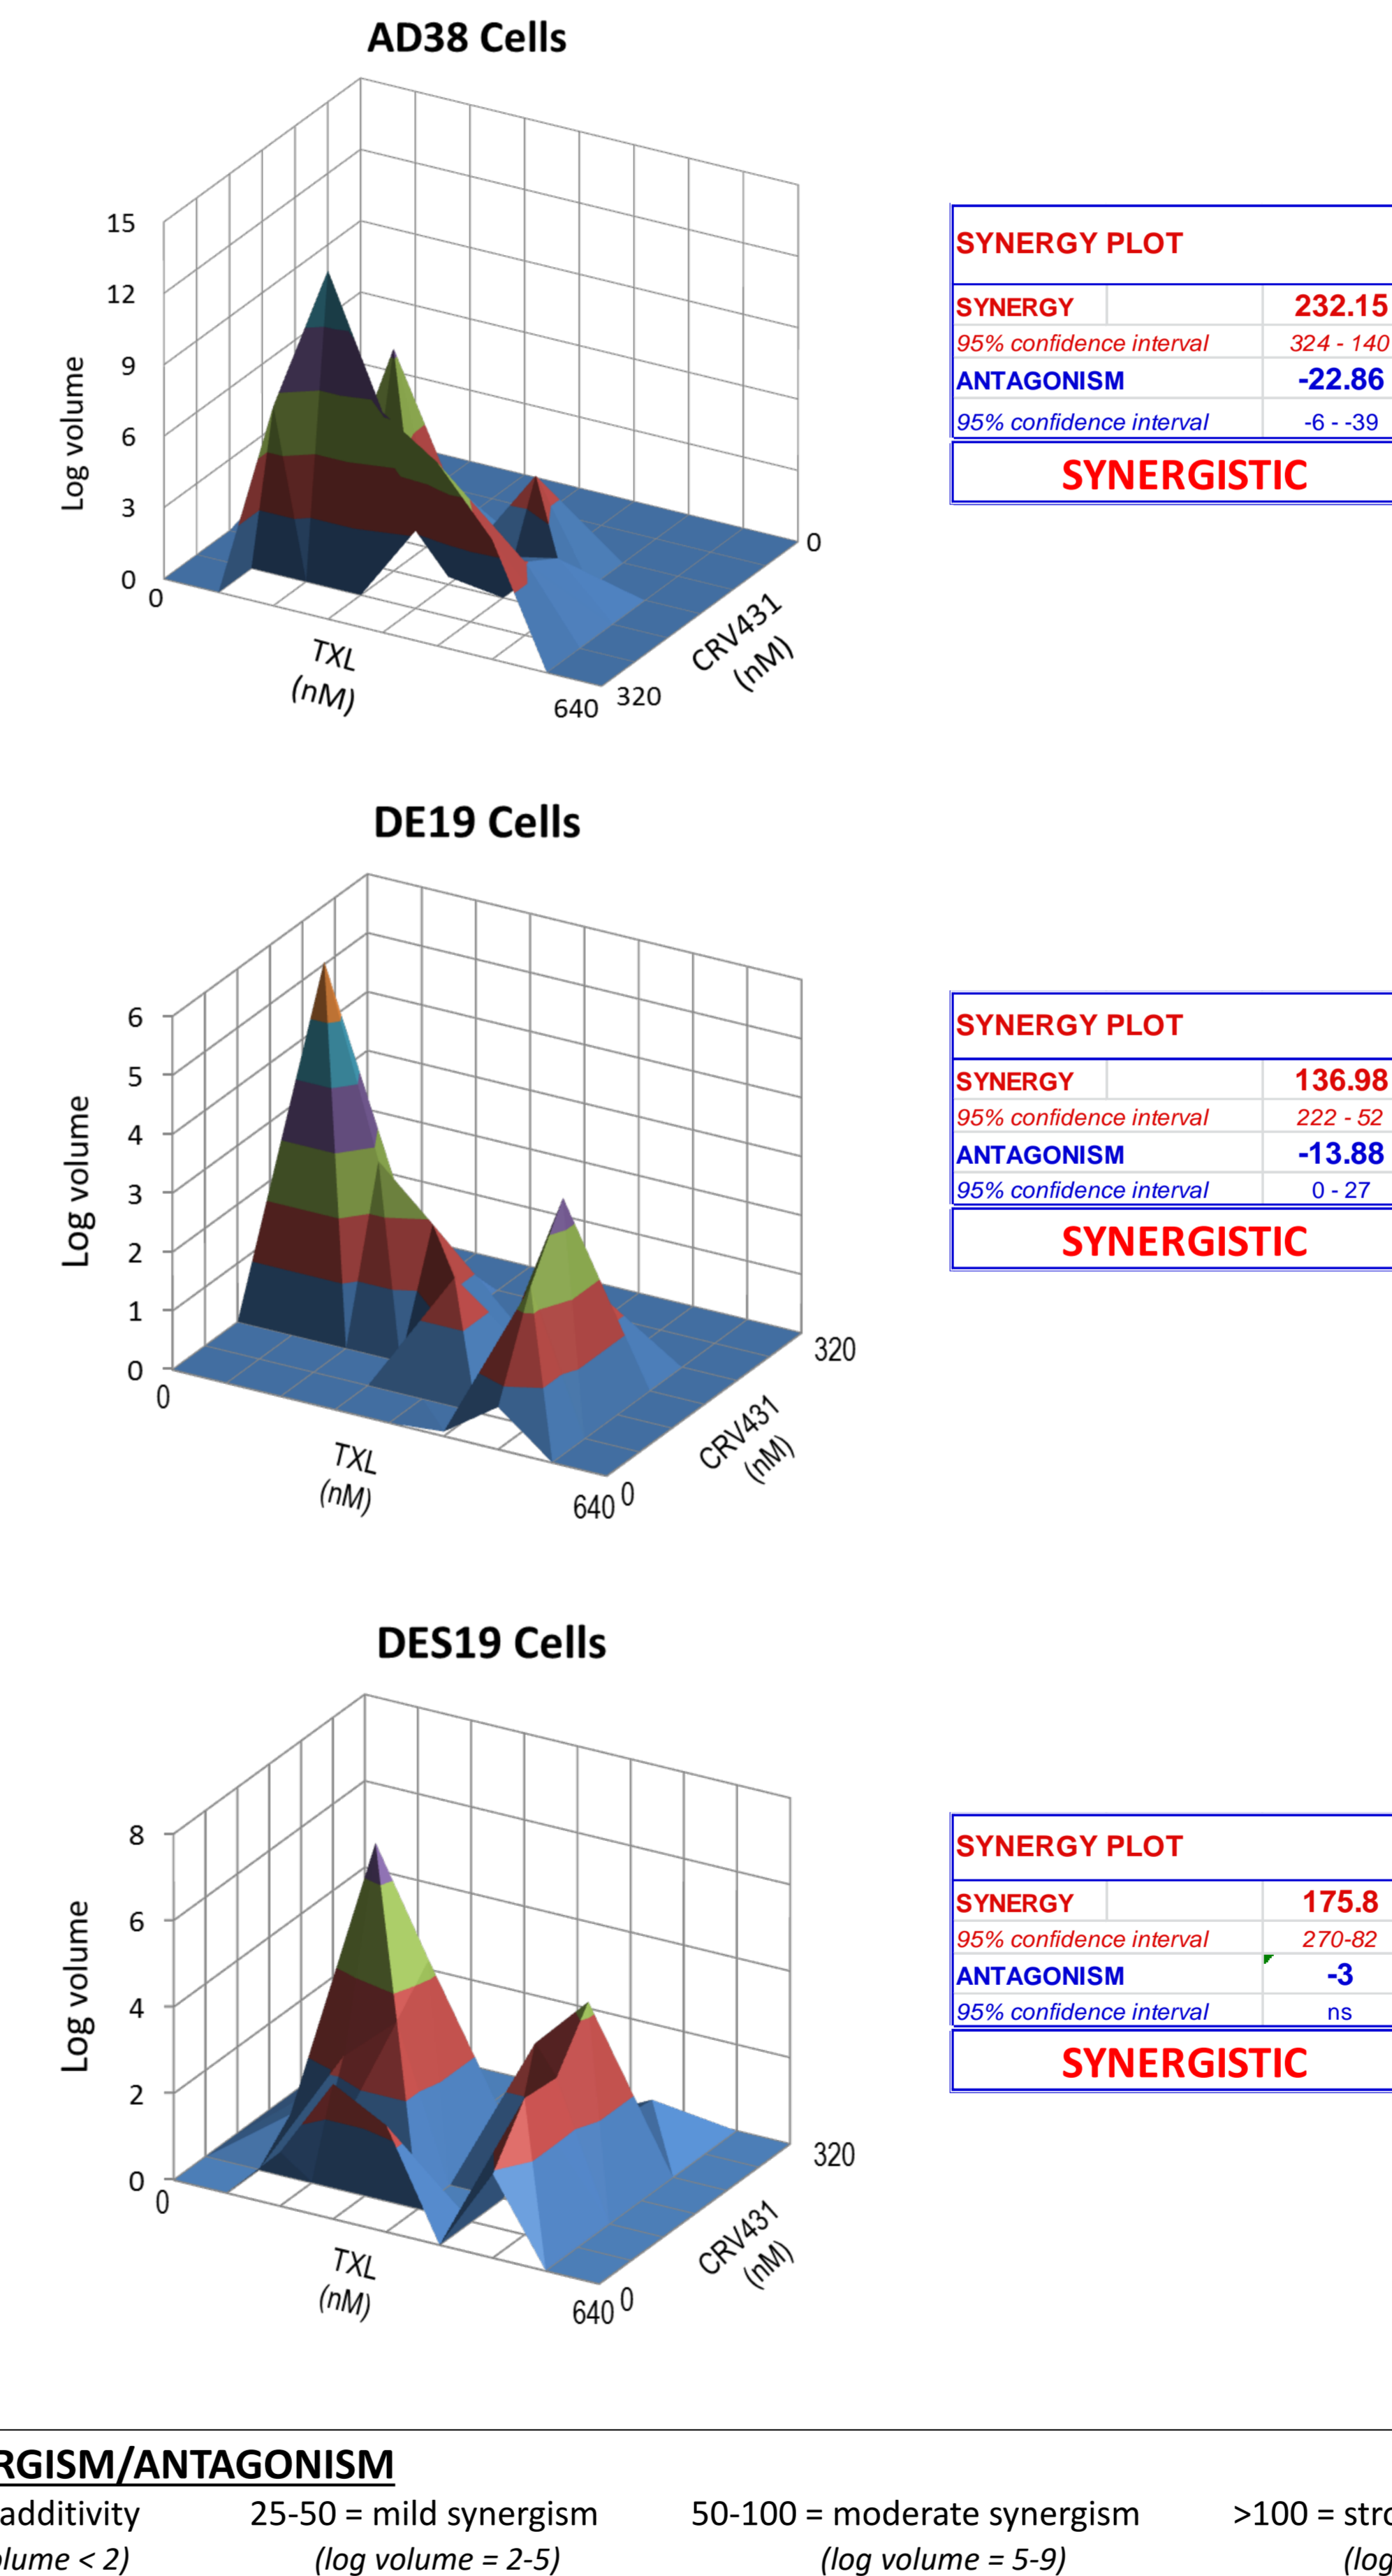 AD38 Cells
15
12
9
6
3
0
Log volume
0
TXL
(nM)
640
320
CRV431
(nM)
0
SYNERGY PLOT
SYNERGY 232.15
95% confidence interval 324 - 140
ANTAGONISM -22.86
95% confidence interval -6 - -39
SYNERGISTIC
DE19 Cells
6
5
4
3
2
1
0
Log volume
0
TXL
(nM)
640
0
CRV431
(nM)
320
SYNERGY PLOT
SYNERGY 136.98
95% confidence interval 222 - 52
ANTAGONISM -13.88
95% confidence interval 0 - 27
SYNERGISTIC
DES19 Cells
8
6
4
2
0
Log volume
0
TXL
(nM)
640
0
CRV431
(nM)
320
SYNERGY PLOT
SYNERGY 175.8
95% confidence interval 270-82
ANTAGONISM -3
95% confidence interval ns
SYNERGISTIC
RGISM/ANTAGONISM
additivity 25-50 = mild synergism 50-100 = moderate synergism >100 = stro
olume < 2) (log volume = 2-5) (log volume = 5-9) (log